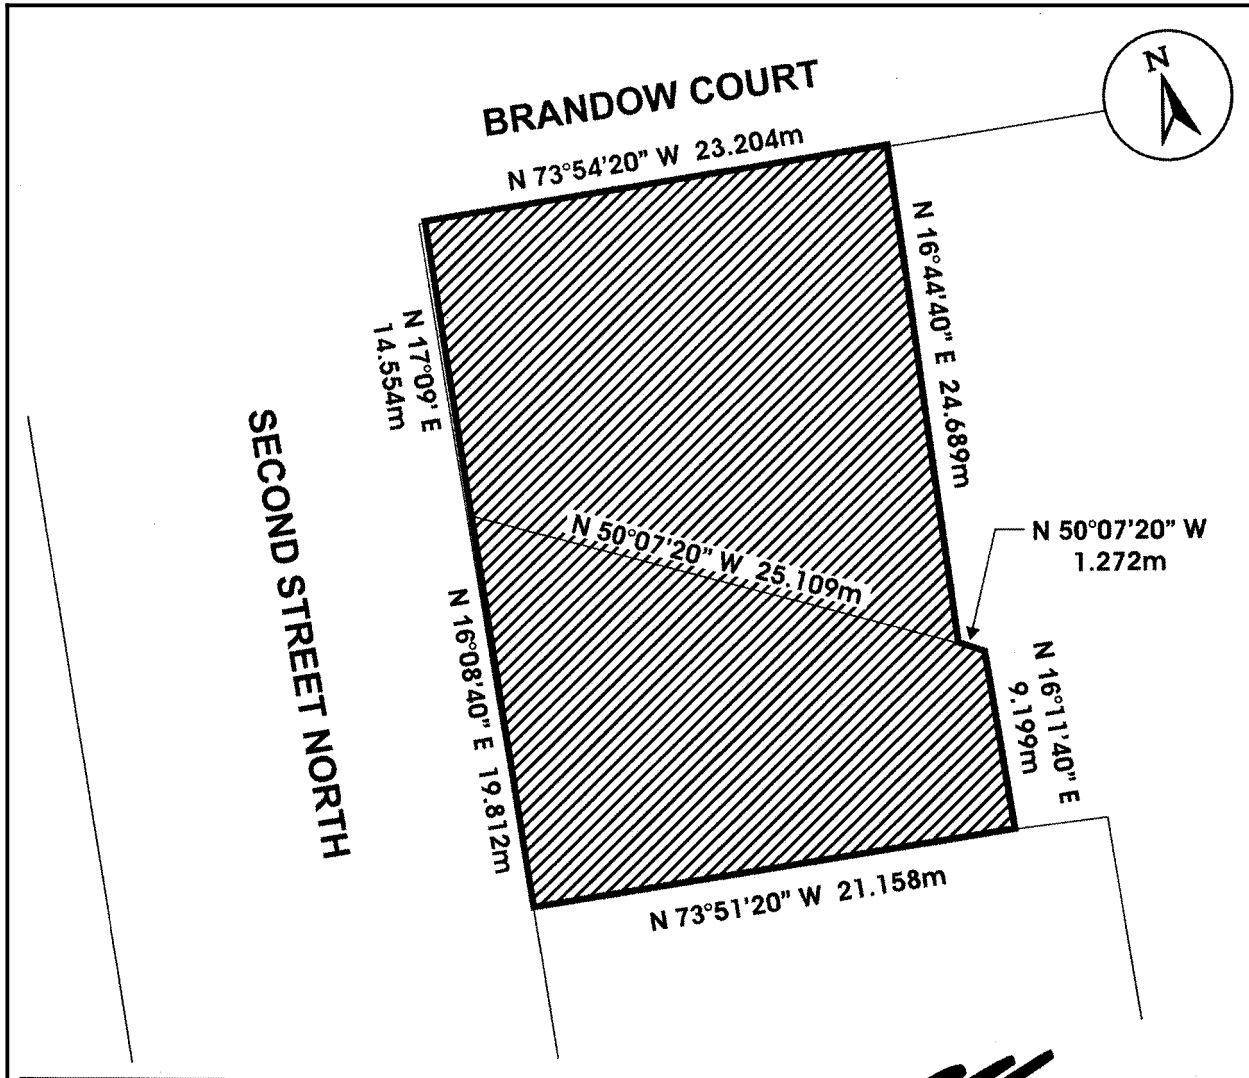 N
BRANDOW COURT
N 73°54'20" W 23.204m
N 16°44'40" E 24.689m
N 17°09' E
14.554m
SECOND STREET NORTH
N 50°07'20" W 25.109m
N 50°07'20" W
1.272m
N 16°08'40" E 19.812m
N 16°11'40" E
9.199m
N 73°51'20" W 21.158m